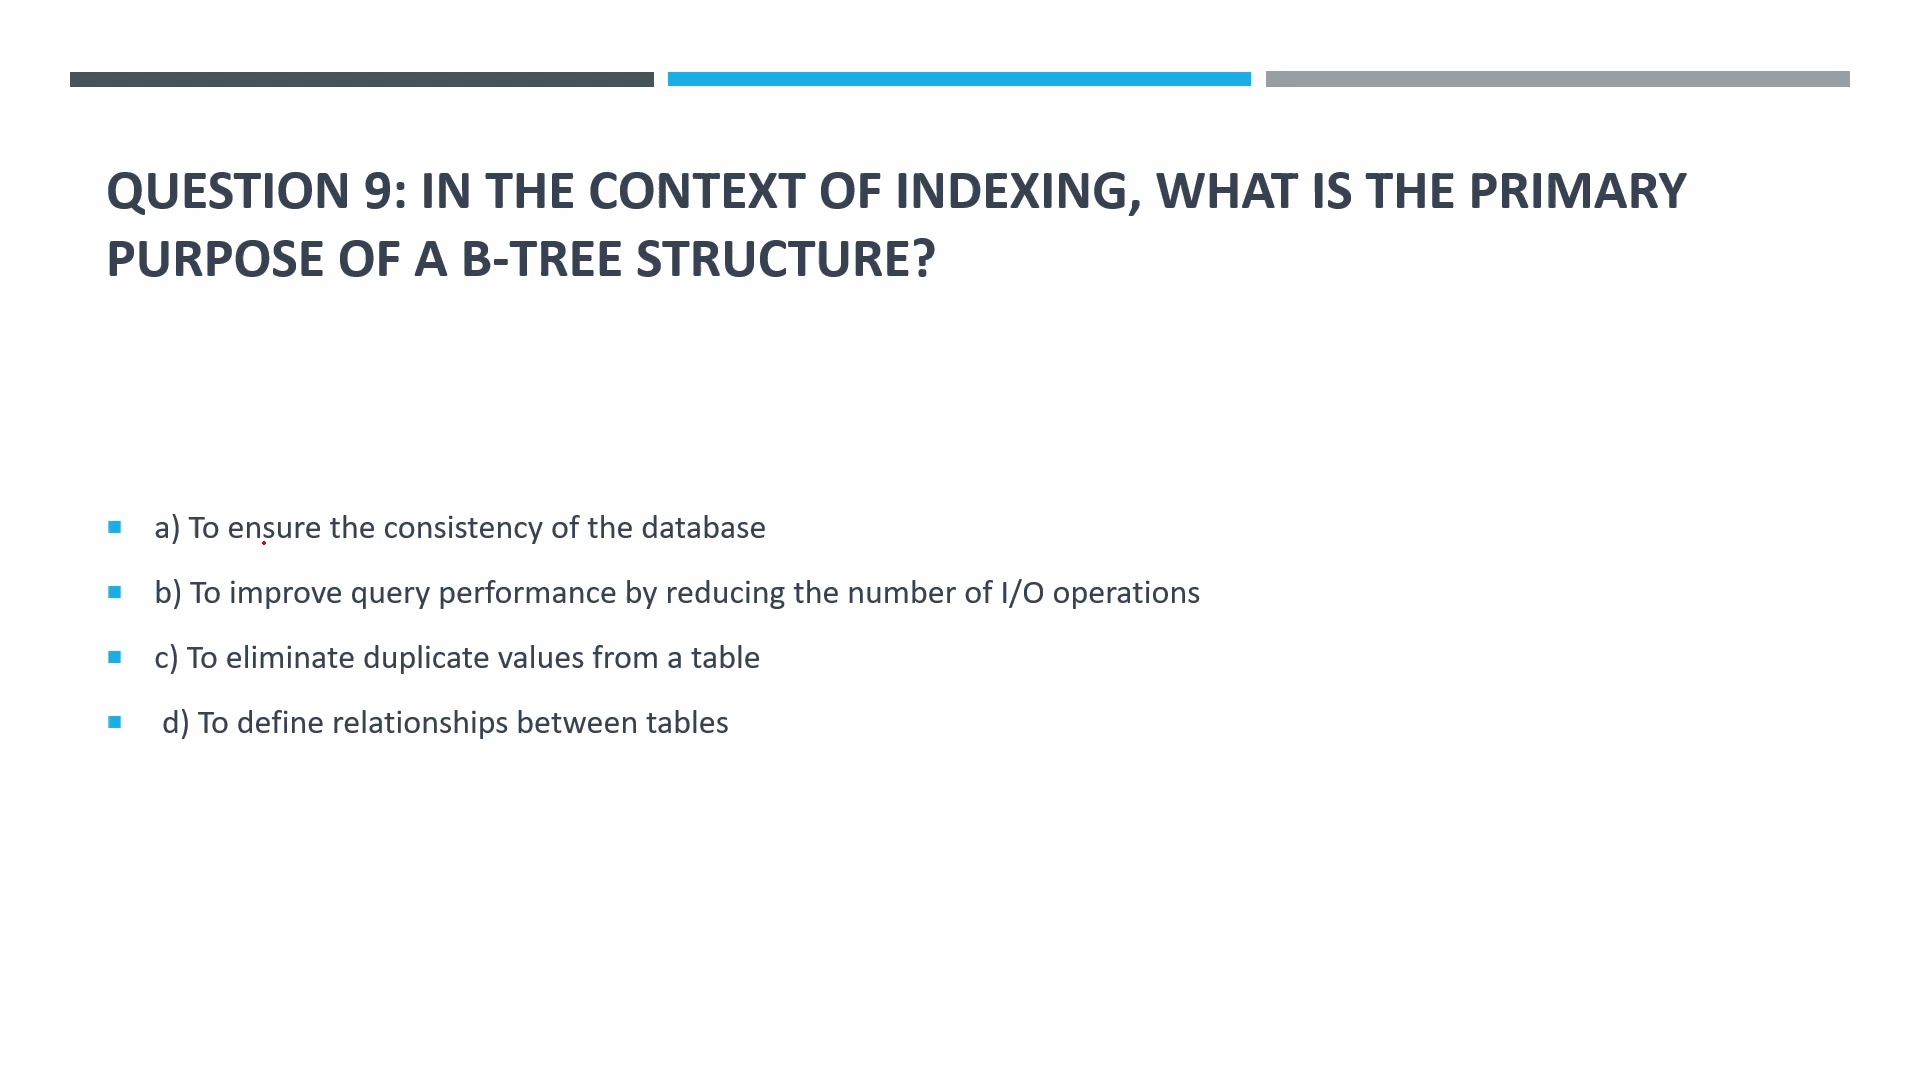 QUESTION 9: IN THE CONTEXT OF INDEXING, WHAT IS THE PRIMARY
PURPOSE OF A B-TREE STRUCTURE?
a) To ensure the consistency of the database
b) To improve query performance by reducing the number of I/O operations
c) To eliminate duplicate values from a table
d) To define relationships between tables